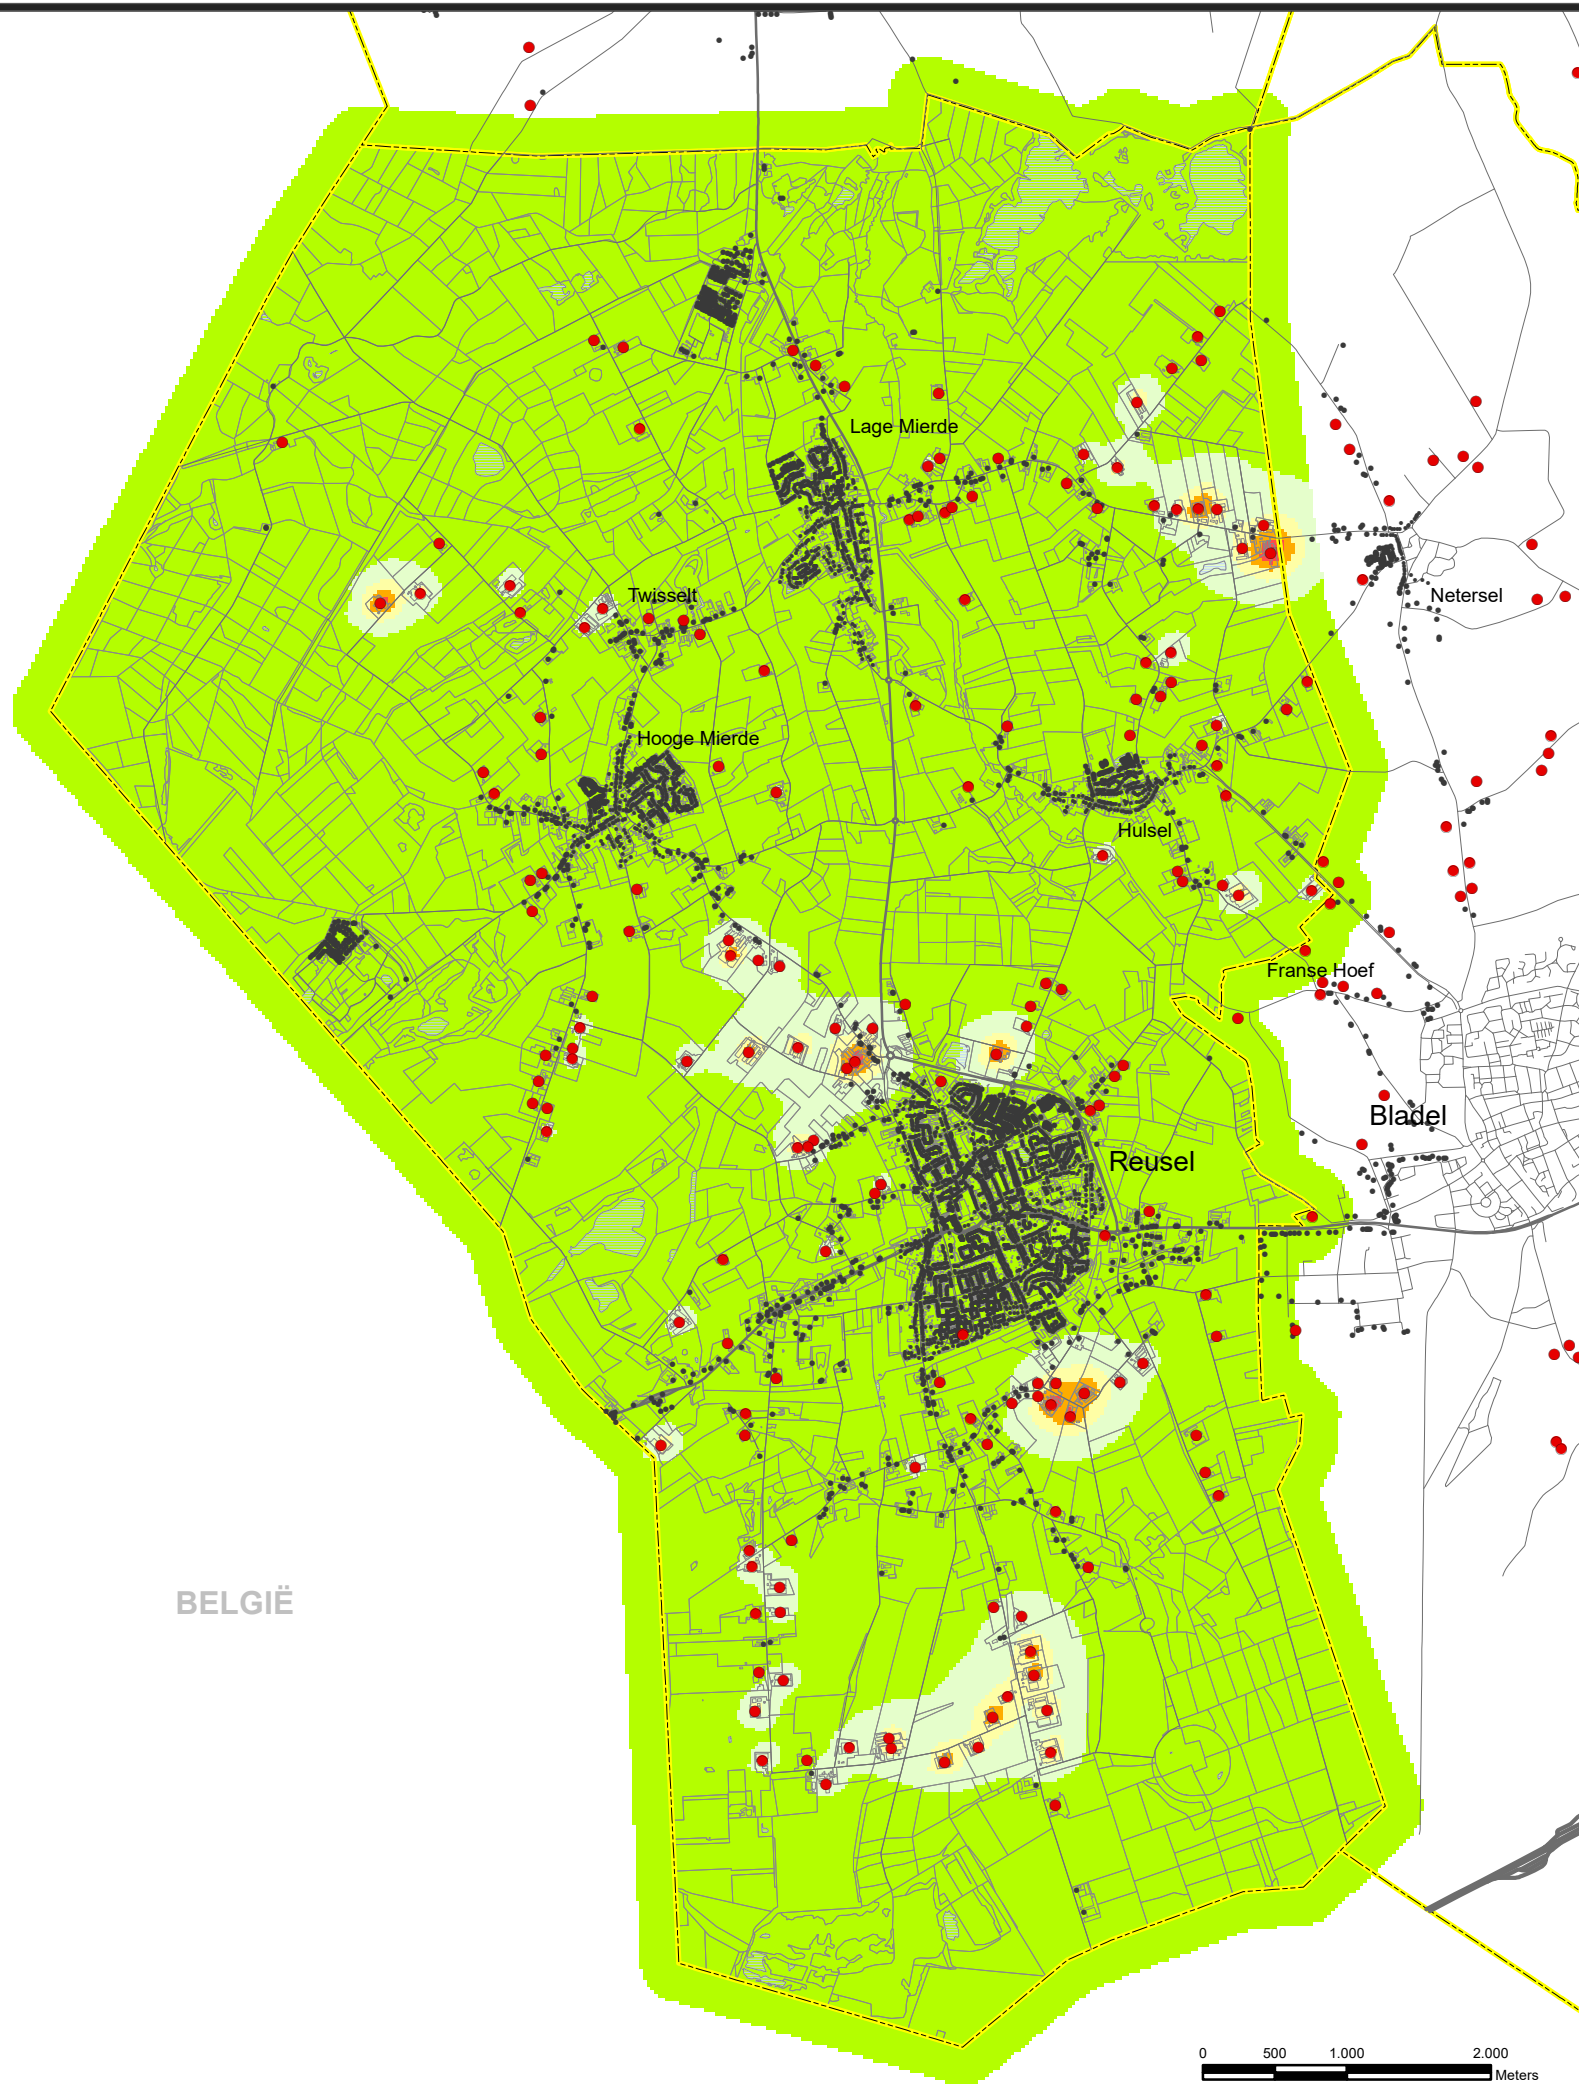 Lage Mierde
Twisselt
Netersel
Hooge Mierde
Hulsel
Franse Hoef
Bladel
Reusel
BELGIË
0 500 1.000 2.000
Meters